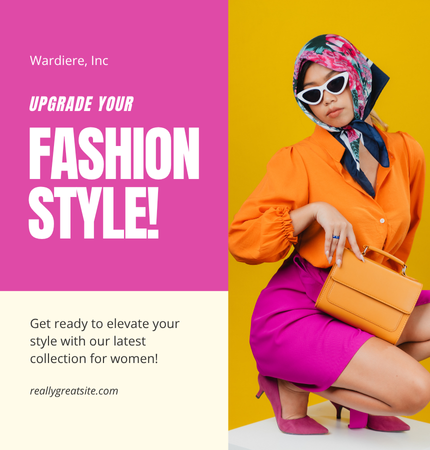 Wardiere, Inc
UPGRADE YOUR
FASHION
STYLE!
Get ready to elevate your
style with our latest
collection for women!
reallygreatsite.com